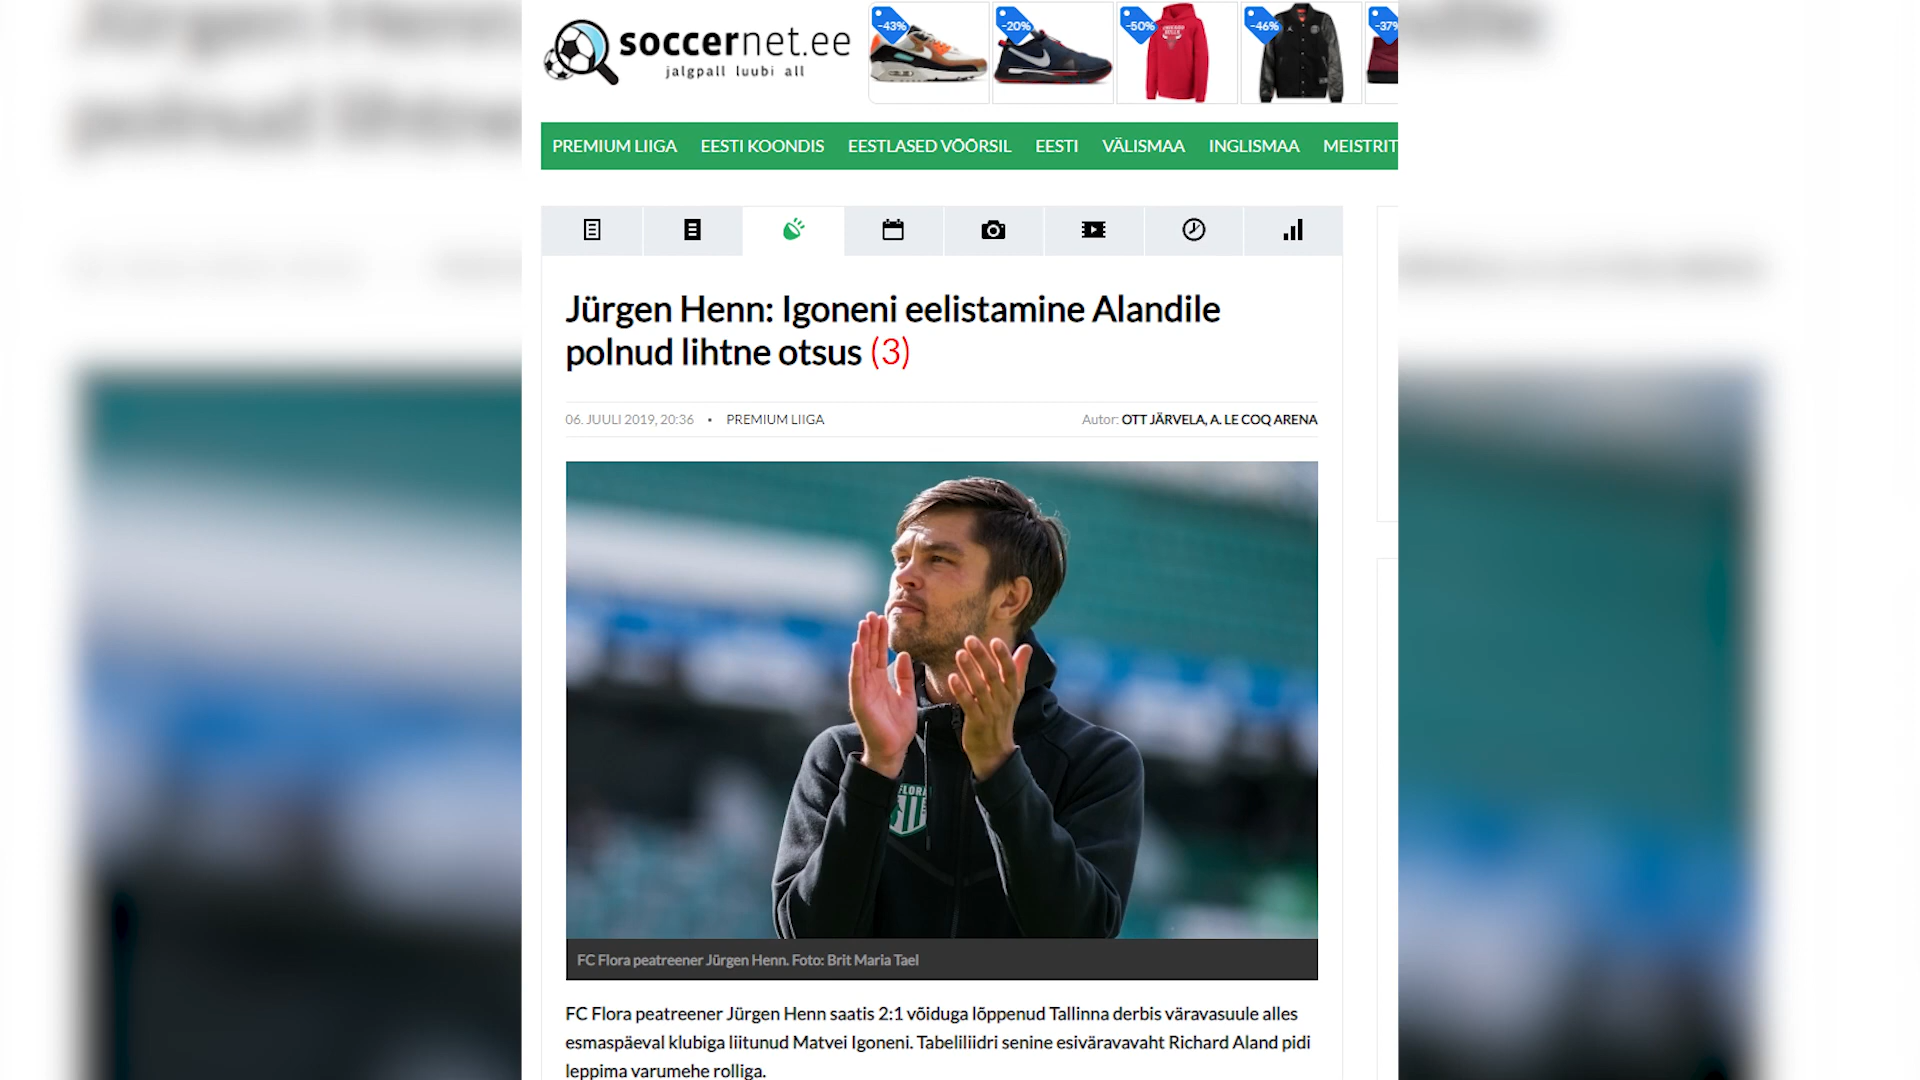 soccernet.ee
jalgpall luubi all
-43%
-20%
-50%
-46%
-37%
PREMIUM LIIGA EESTI KOONDIS EESTLASED VÕÕRSIL EESTI VÄLISMAA INGLISMAA MEISTRIT
Jürgen Henn: Igoneni eelistamine Alandile
polnud lihtne otsus (3)
06. JUULI 2019, 20:36 • PREMIUM LIIGA Autor: OTT JÄRVELA, A. LE COQ ARENA
FLORA
FC Flora peatreener Jürgen Henn. Foto: Brit Maria Tael
FC Flora peatreener Jürgen Henn saatis 2:1 võiduga lõppenud Tallinna derbis väravasuule alles
esmaspäeval klubiga liitunud Matvei Igoneni. Tabeliliidri senine esiväravavaht Richard Aland pidi
leppima varumehe rolliga.